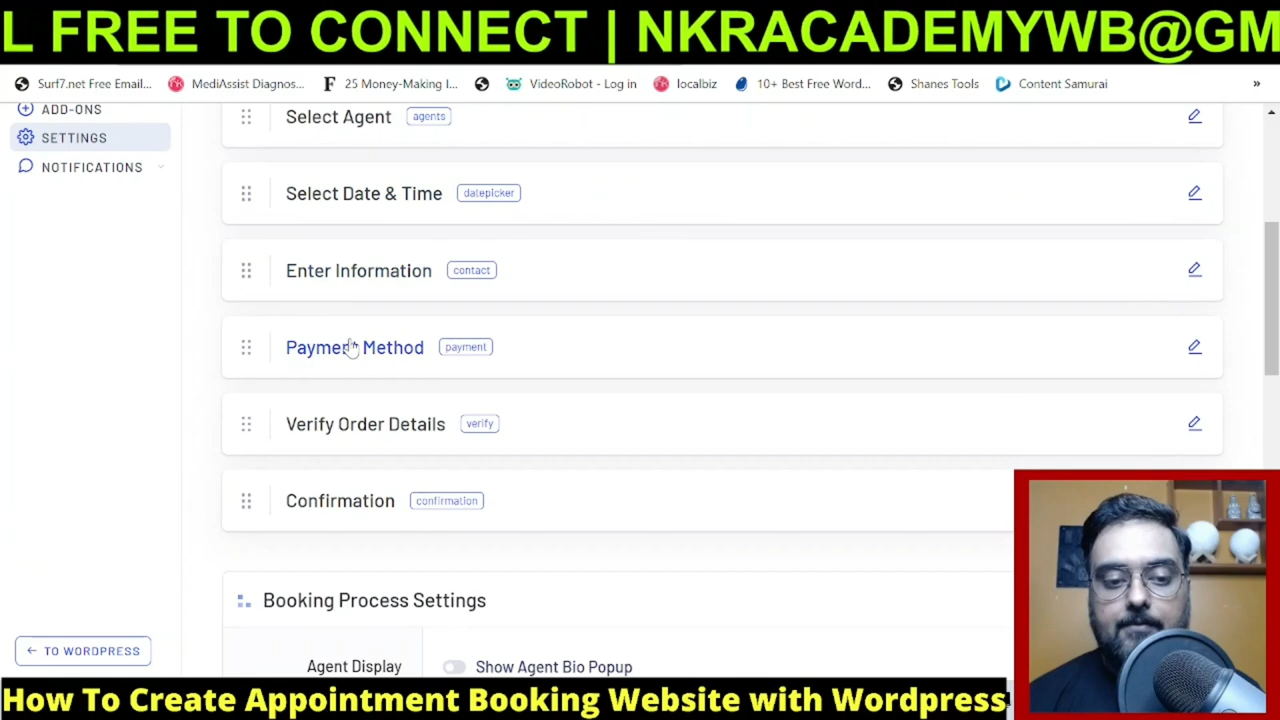 L FREE TO CONNECT | NKRACADEMYWB@GM
Surf7.net Free Email... MediAssist Diagnos... 25 Money-Making I... VideoRobot - Log in localbiz 10+ Best Free Word... Shanes Tools Content Samurai »
ADD-ONS
SETTINGS
NOTIFICATIONS
Select Agent agents
Select Date & Time datepicker
Enter Information contact
Payment Method payment
Verify Order Details verify
Confirmation confirmation
Booking Process Settings
Agent Display Show Agent Bio Popup
← TO WORDPRESS
How To Create Appointment Booking Website with Wordpress